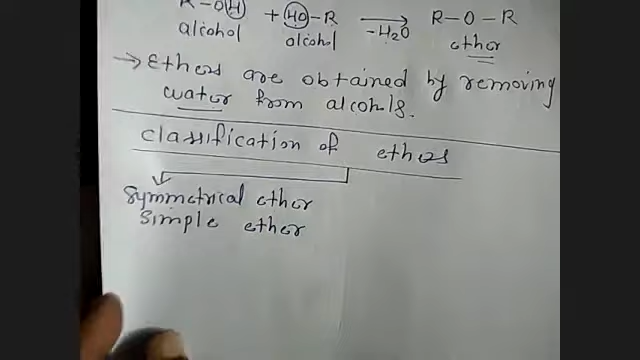 R-OH + HO-R → R-O-R
alcohol alcohol -H2O ether
→ Ethers are obtained by removing
water from alcohols.
classification of ethers
Symmetrical ether
Simple ether